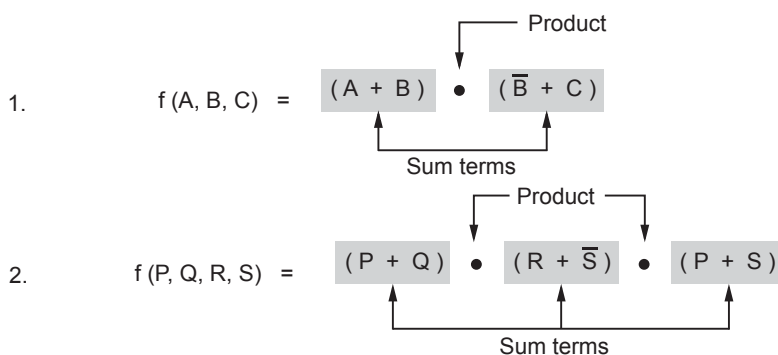 Product
1. f (A, B, C) = (A + B) • (B̅ + C)
Sum terms
Product
2. f (P, Q, R, S) = (P + Q) • (R + S̅) • (P + S)
Sum terms